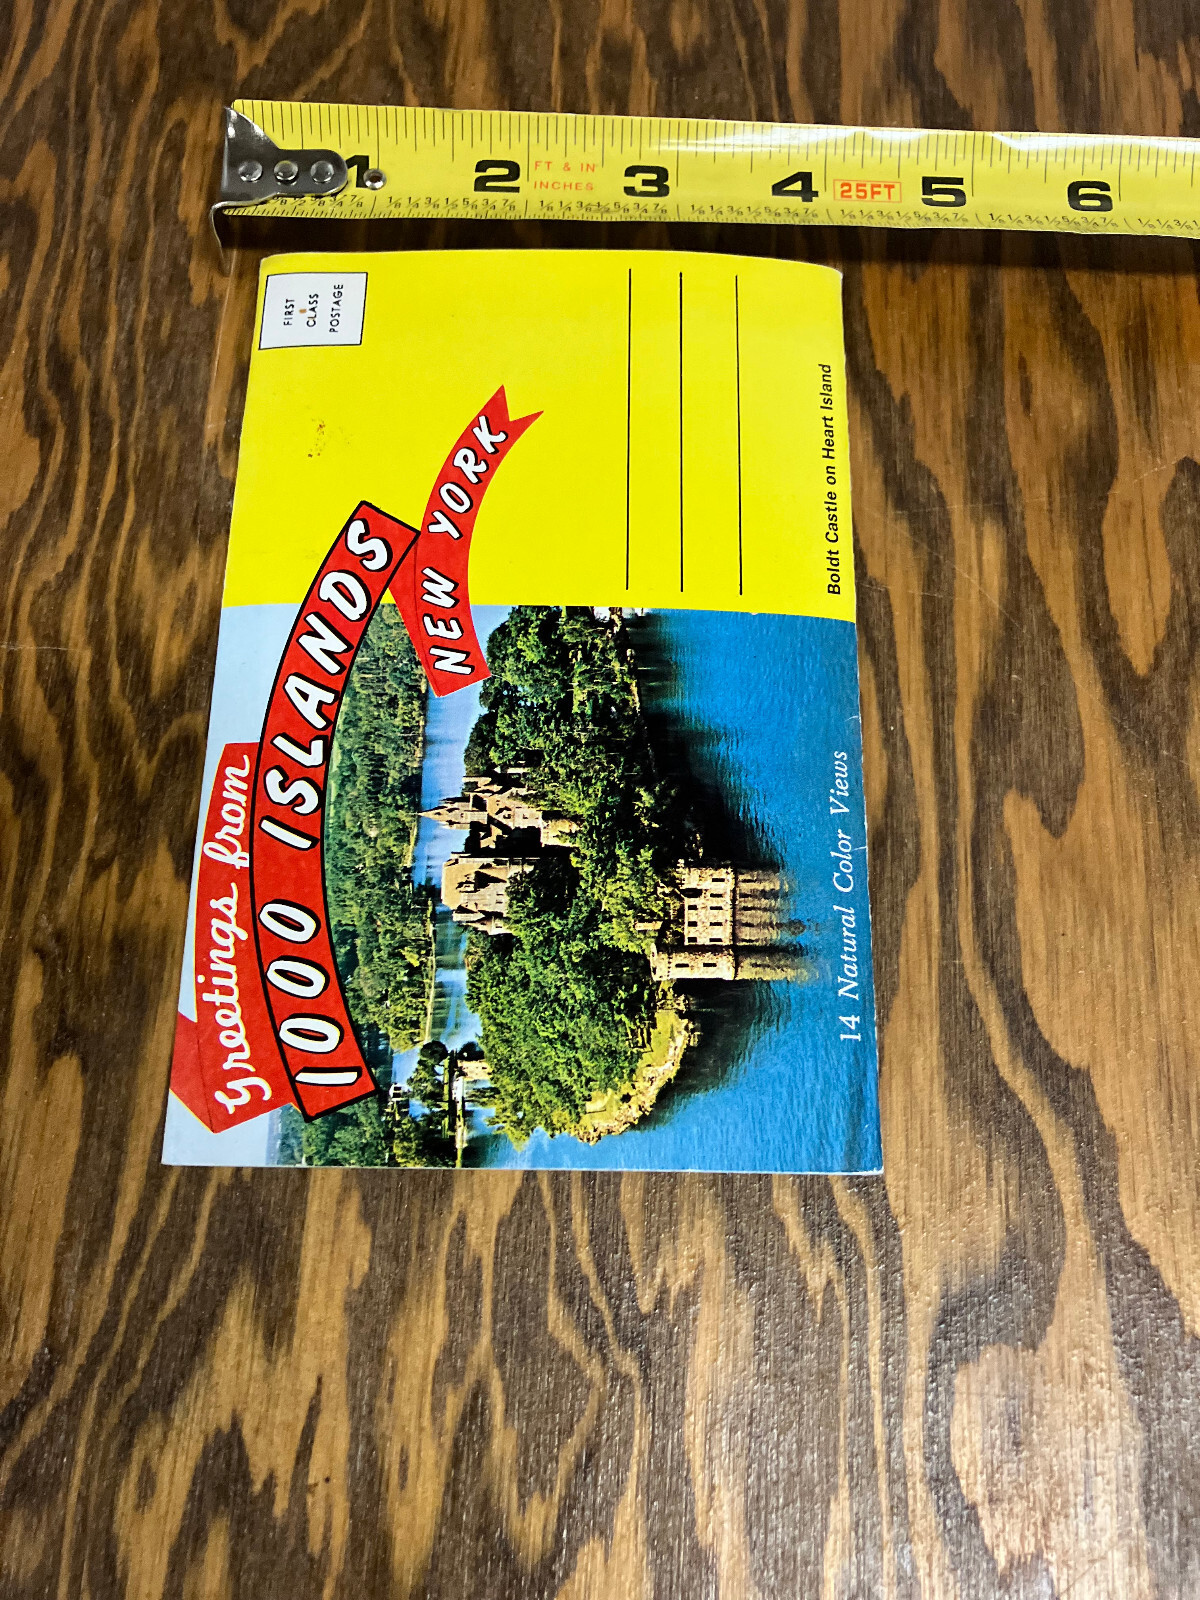 1 2 3 4 5 6
FT & IN'
INCHES
25FT
FIRST
CLASS
POSTAGE
Greetings from
1000 ISLANDS
NEW YORK
Boldt Castle on Heart Island
14 Natural Color Views